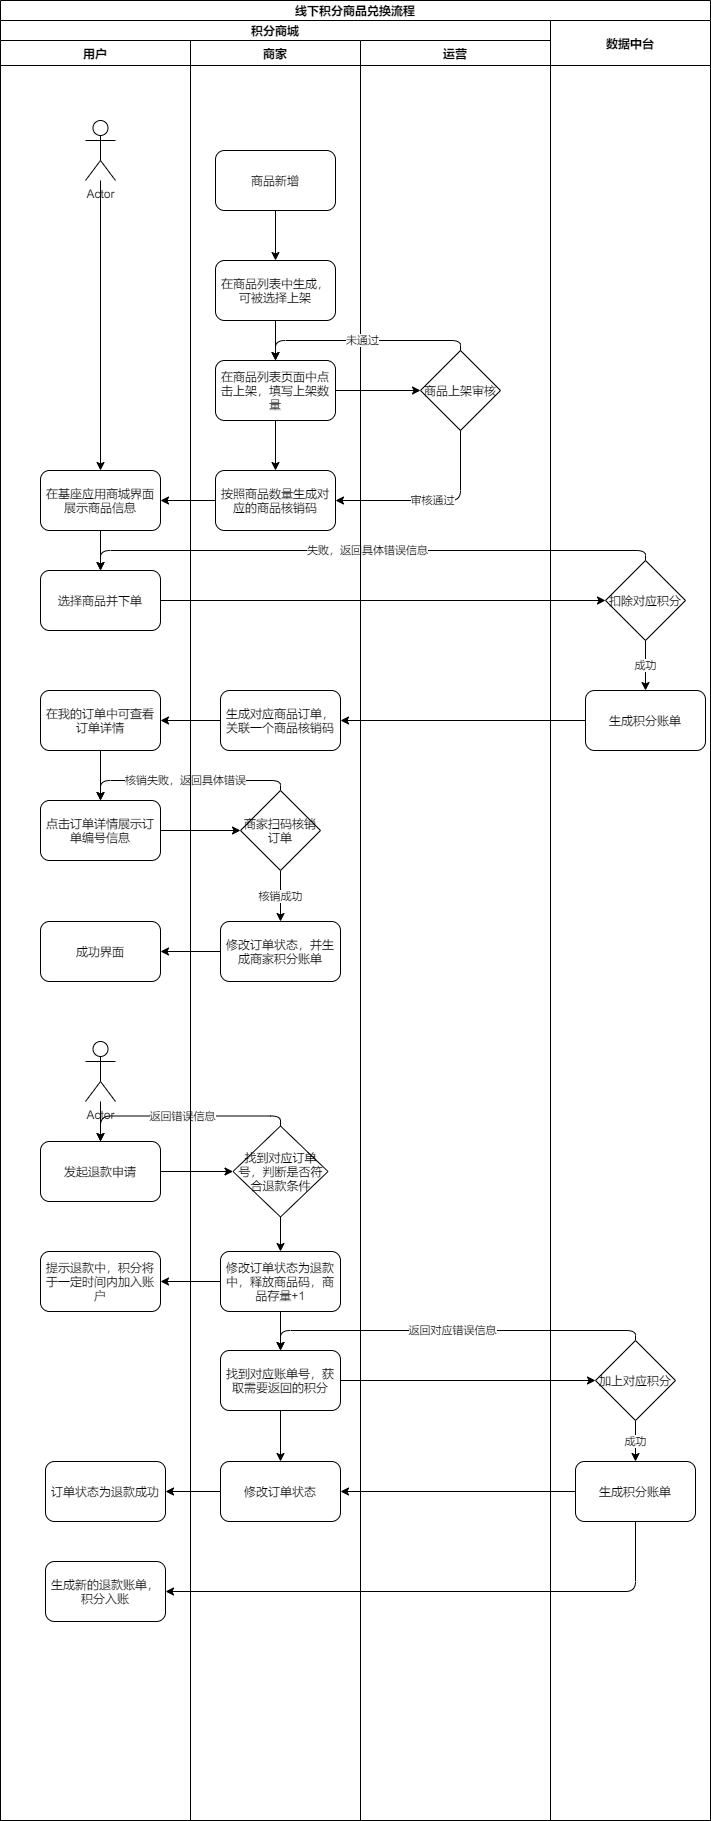 线下积分商品兑换流程
积分商城
数据中台
用户
商家
运营
Actor
商品新增
在商品列表中生成，
可被选择上架
未通过
在商品列表页面中点
击上架，填写上架数
量
商品上架审核
在基座应用商城界面
展示商品信息
按照商品数量生成对
应的商品核销码
审核通过
失败，返回具体错误信息
选择商品并下单
扣除对应积分
成功
在我的订单中可查看
订单详情
生成对应商品订单，
关联一个商品核销码
生成积分账单
核销失败，返回具体错误
点击订单详情展示订
单编号信息
商家扫码核销
订单
核销成功
成功界面
修改订单状态，并生
成商家积分账单
Actor
返回错误信息
发起退款申请
找到对应订单
号，判断是否符
合退款条件
提示退款中，积分将
于一定时间内加入账
户
修改订单状态为退款
中，释放商品码，商
品存量+1
返回对应错误信息
找到对应账单号，获
取需要返回的积分
加上对应积分
成功
订单状态为退款成功
修改订单状态
生成积分账单
生成新的退款账单，
积分入账